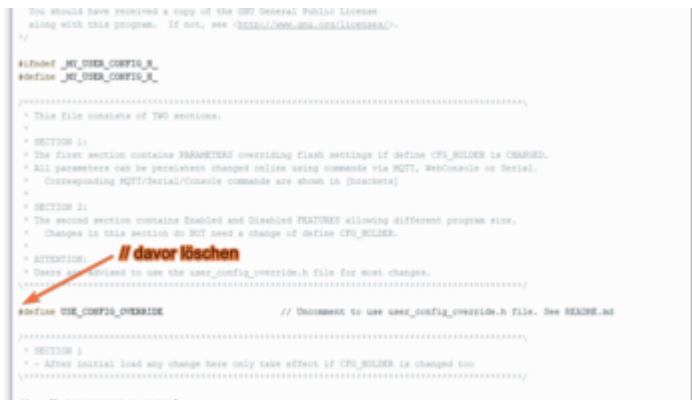 You should have received a copy of the GNU General Public License
along with this program. If not, see <http://www.gnu.org/licenses/>.
*/
#ifndef _MY_USER_CONFIG_H_
#define _MY_USER_CONFIG_H_
* This file consists of TWO sections.
*
* SECTION 1:
* The first section contains PARAMETERS overriding flash settings if define CFG_HOLDER is CHANGED.
* All parameters can be persistent changed online using commands via MQTT, WebConsole or Serial.
* Corresponding MQTT/Serial/Console commands are shown in [brackets]
*
* SECTION 2:
* The second section contains Enabled and Disabled FEATURES allowing different program size.
* Changes in this section do NOT need a change of define CFG_HOLDER.
*
// davor löschen
* ATTENTION:
* Users are advised to use the user_config_override.h file for most changes.
#define USE_CONFIG_OVERRIDE // Uncomment to use user_config_override.h file. See README.md
* SECTION 1
* - After initial load any change here only take effect if CFG_HOLDER is changed too